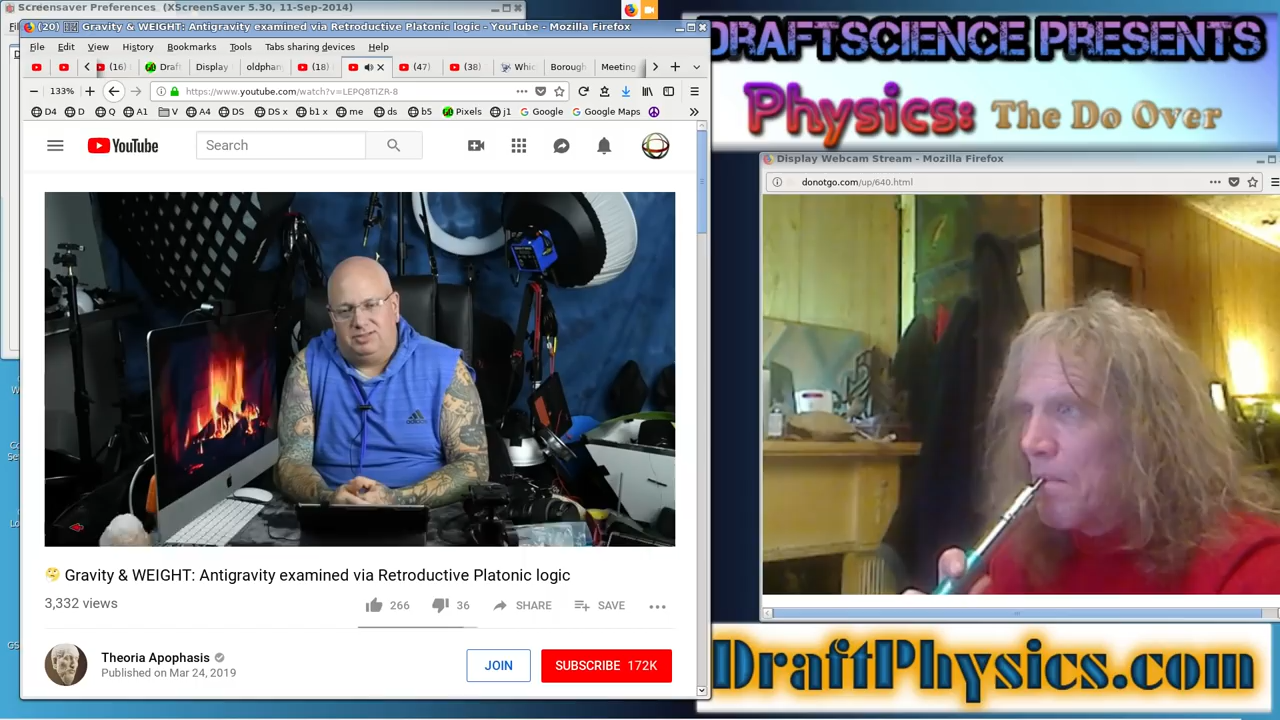 Screensaver Preferences (XScreenSaver 5.30, 11-Sep-2014)
(20) Gravity & WEIGHT: Antigravity examined via Retroductive Platonic logic - YouTube - Mozilla Firefox
File Edit View History Bookmarks Tools Tabs sharing devices Help
(16) Draft Display oldphan (18) (47) (38) Whic Borough Meeting
133% https://www.youtube.com/watch?v=LEPQ8TIZR-8
D4 D Q A1 V A4 DS DS x b1 x me ds b5 Pixels j1 Google Google Maps
YouTube
Search
adidas
Gravity & WEIGHT: Antigravity examined via Retroductive Platonic logic
3,332 views
266 36 SHARE SAVE
Theoria Apophasis
Published on Mar 24, 2019
JOIN
SUBSCRIBE 172K
DRAFTSCIENCE PRESENTS
Physics: The Do Over
Display Webcam Stream - Mozilla Firefox
donotgo.com/up/640.html
DraftPhysics.com